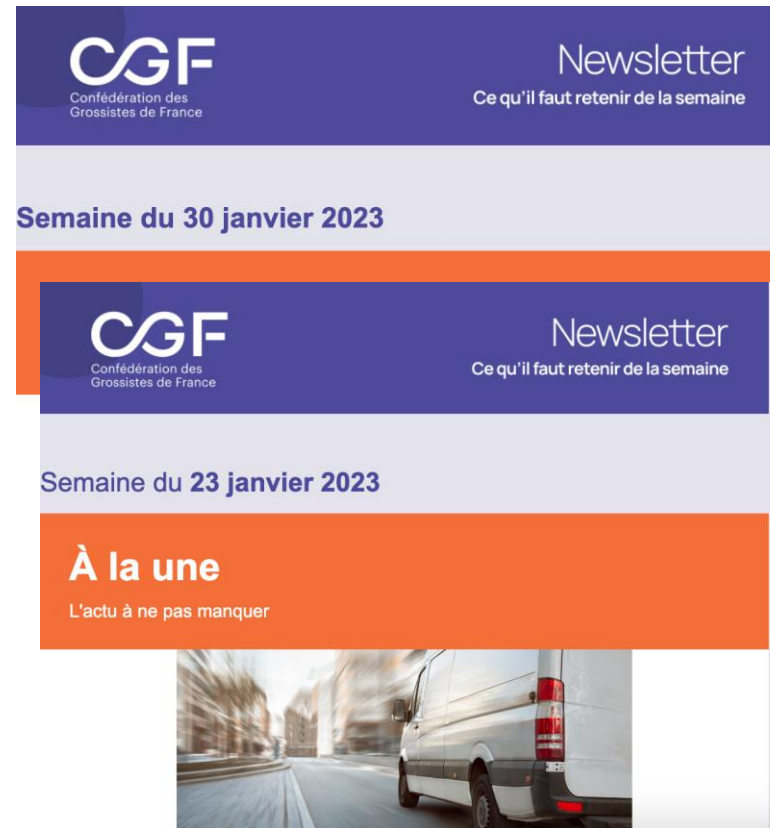 CGF
Confédération des
Grossistes de France
Newsletter
Ce qu'il faut retenir de la semaine
Semaine du 30 janvier 2023
CGF
Confédération des
Grossistes de France
Newsletter
Ce qu'il faut retenir de la semaine
Semaine du 23 janvier 2023
À la une
L'actu à ne pas manquer